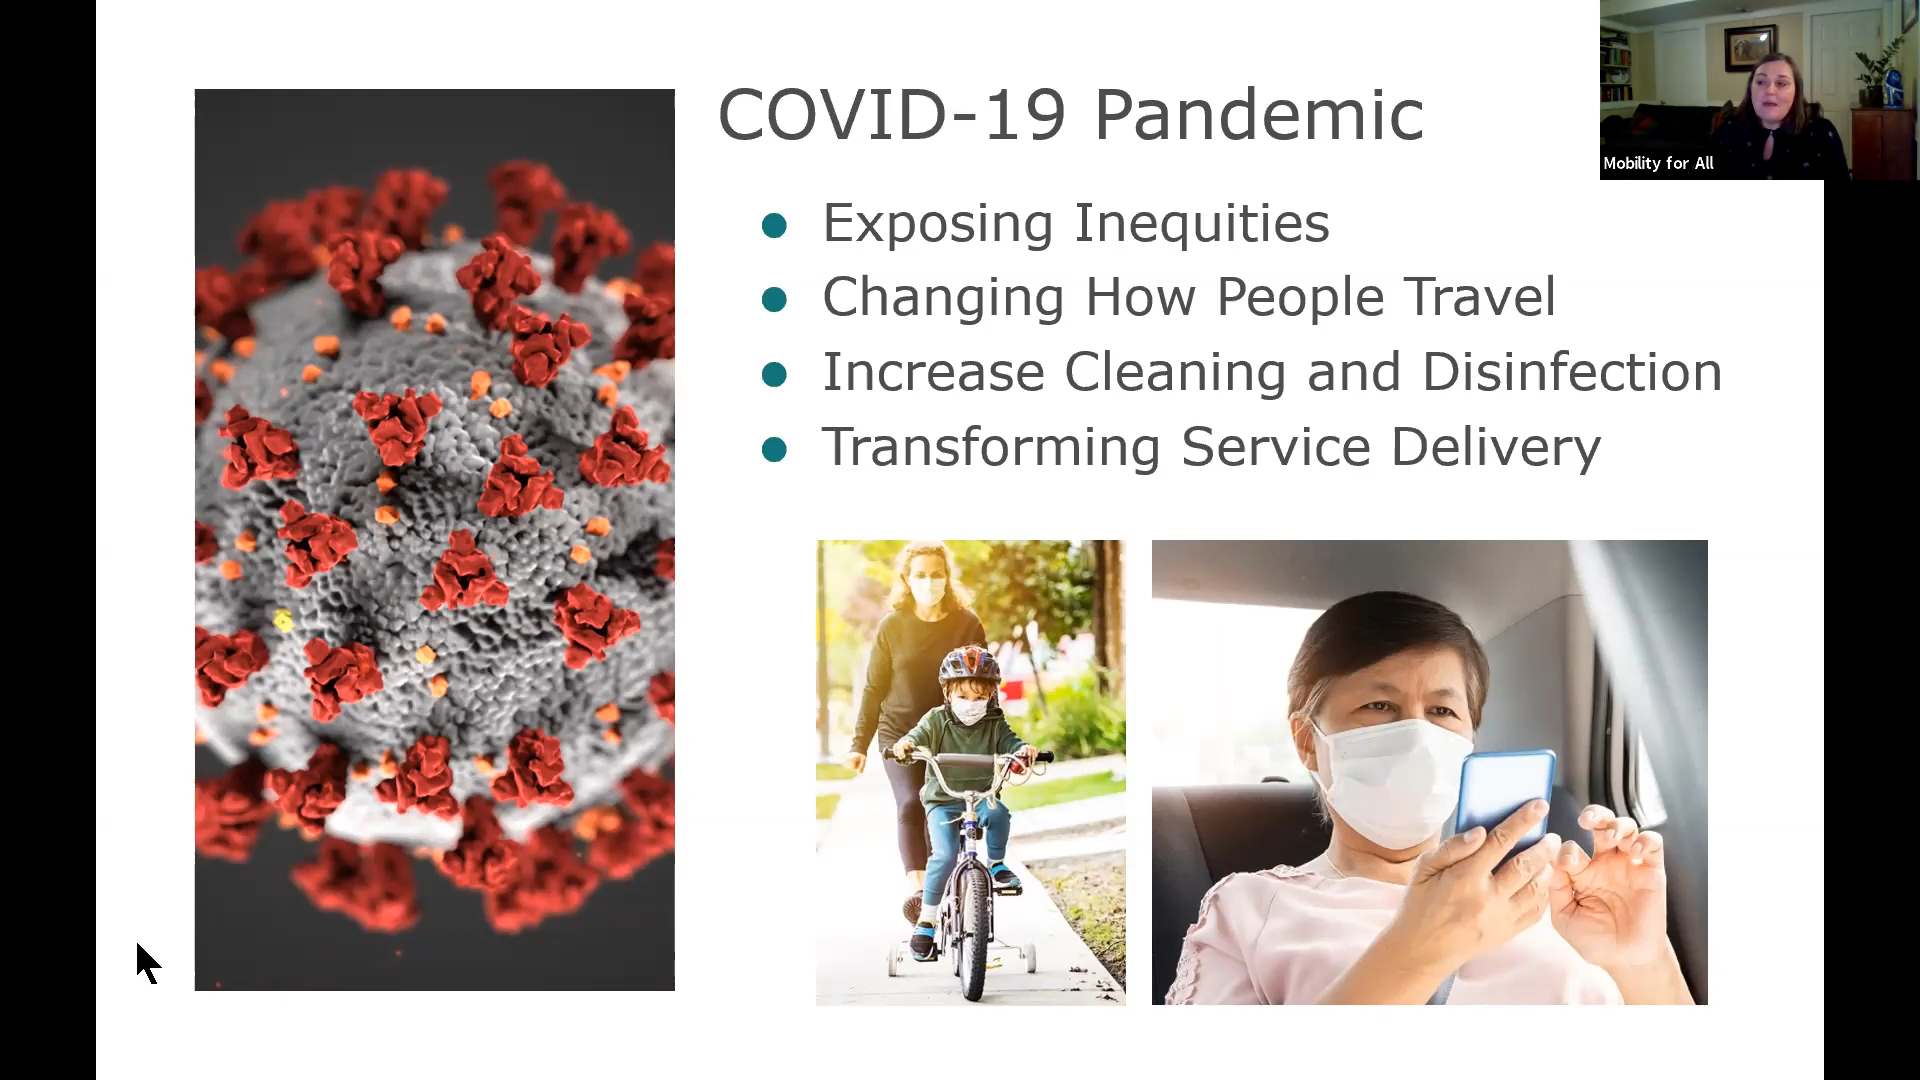 COVID-19 Pandemic
Exposing Inequities
Changing How People Travel
Increase Cleaning and Disinfection
Transforming Service Delivery
Mobility for All